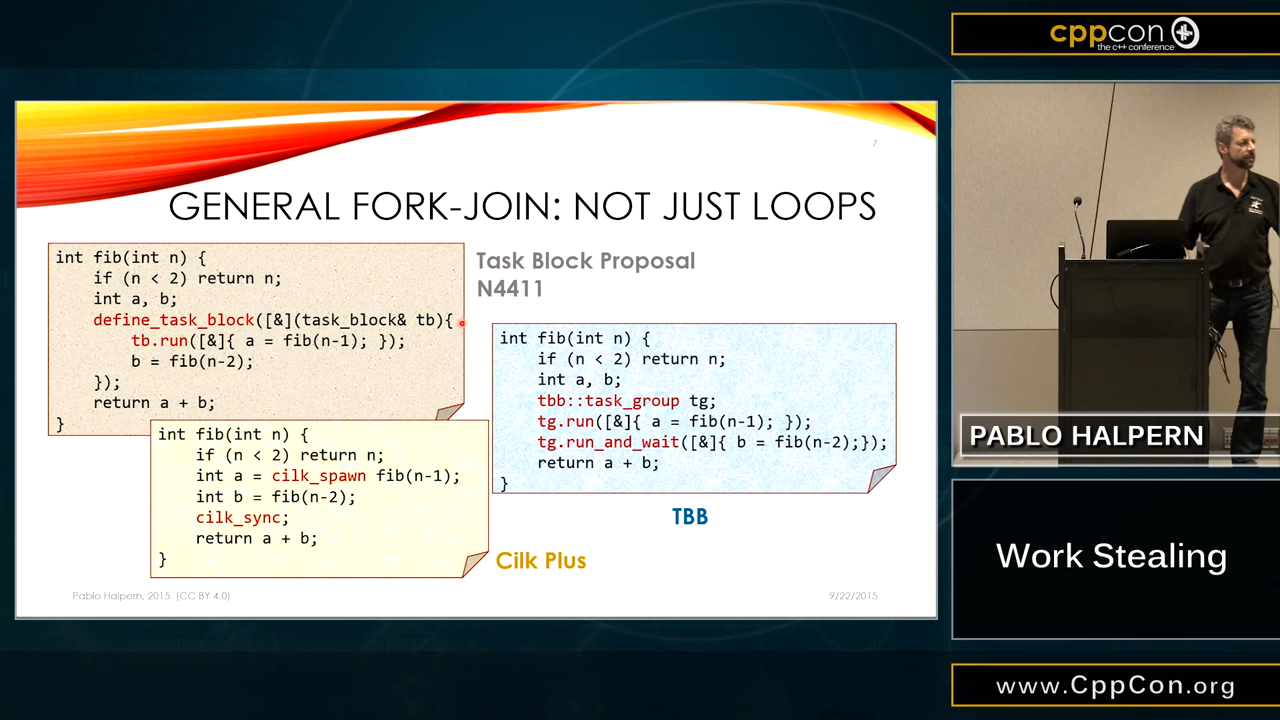 cppcon
the c++ conference
7
GENERAL FORK-JOIN: NOT JUST LOOPS
int fib(int n) {
    if (n < 2) return n;
    int a, b;
    define_task_block([&](task_block& tb){
        tb.run([&]{ a = fib(n-1); });
        b = fib(n-2);
    });
    return a + b;
}
Task Block Proposal
N4411
int fib(int n) {
    if (n < 2) return n;
    int a, b;
    tbb::task_group tg;
    tg.run([&]{ a = fib(n-1); });
    tg.run_and_wait([&]{ b = fib(n-2);});
    return a + b;
}
TBB
int fib(int n) {
    if (n < 2) return n;
    int a = cilk_spawn fib(n-1);
    int b = fib(n-2);
    cilk_sync;
    return a + b;
}
Cilk Plus
Pablo Halpern, 2015 (CC BY 4.0)
9/22/2015
PABLO HALPERN
Work Stealing
www.CppCon.org